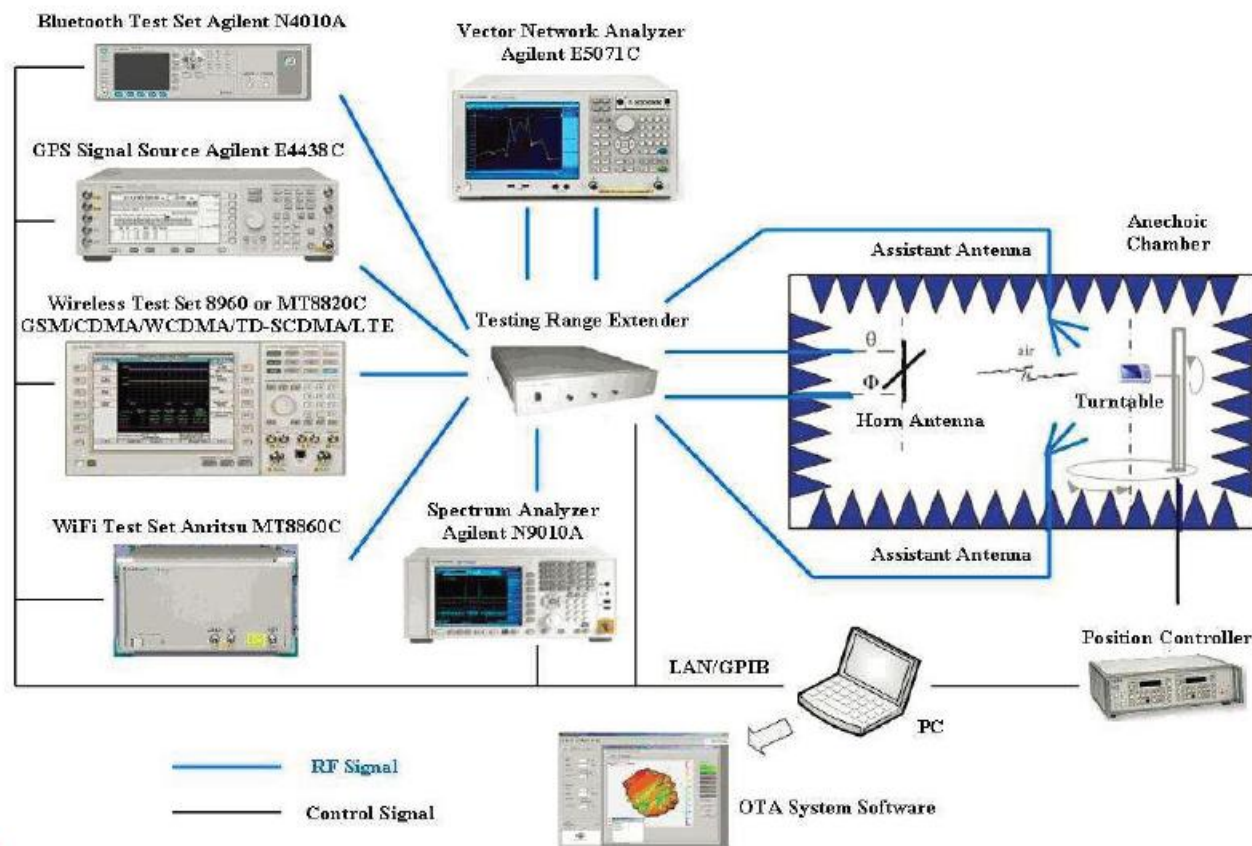 Bluetooth Test Set Agilent N4010A
Vector Network Analyzer
Agilent E5071C
GPS Signal Source Agilent E4438C
Wireless Test Set 8960 or MT8820C
GSM/CDMA/WCDMA/TD-SCDMA/LTE
Testing Range Extender
Assistant Antenna
Anechoic
Chamber
θ
Φ
air
Turntable
Horn Antenna
WiFi Test Set Anritsu MT8860C
Spectrum Analyzer
Agilent N9010A
Assistant Antenna
Position Controller
LAN/GPIB
PC
RF Signal
Control Signal
OTA System Software